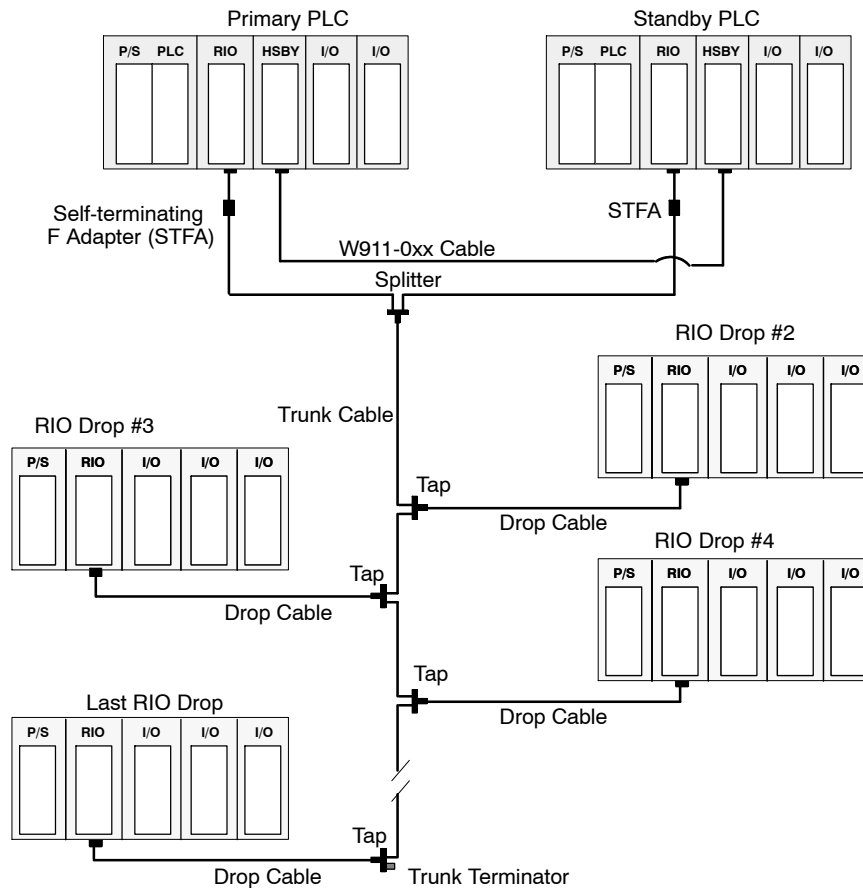 Primary PLC
Standby PLC
P/S PLC RIO HSBY I/O I/O
P/S PLC RIO HSBY I/O I/O
Self-terminating
F Adapter (STFA)
STFA
W911-0xx Cable
Splitter
RIO Drop #2
P/S RIO I/O I/O I/O
Trunk Cable
RIO Drop #3
P/S RIO I/O I/O I/O
Tap
Drop Cable
RIO Drop #4
P/S RIO I/O I/O I/O
Tap
Drop Cable
Tap
Drop Cable
Last RIO Drop
P/S RIO I/O I/O I/O
Tap
Drop Cable
Trunk Terminator